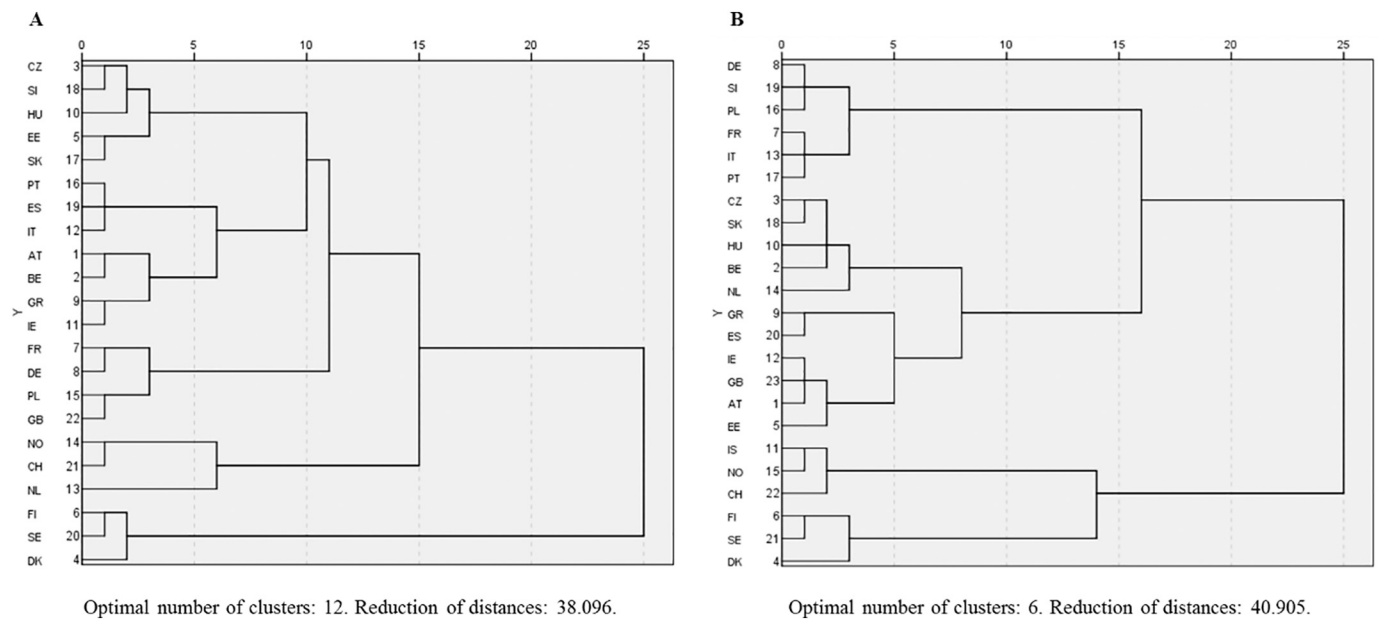 A
0 5 10 15 20 25
CZ 3
SI 18
HU 10
EE 5
SK 17
PT 16
ES 19
IT 12
AT 1
BE 2
GR 9
Y
IE 11
FR 7
DE 8
PL 15
GB 22
NO 14
CH 21
NL 13
FI 6
SE 20
DK 4
Optimal number of clusters: 12. Reduction of distances: 38.096.
B
0 5 10 15 20 25
DE 8
SI 19
PL 16
FR 7
IT 13
PT 17
CZ 3
SK 18
HU 10
BE 2
NL 14
Y GR 9
ES 20
IE 12
GB 23
AT 1
EE 5
IS 11
NO 15
CH 22
FI 6
SE 21
DK 4
Optimal number of clusters: 6. Reduction of distances: 40.905.